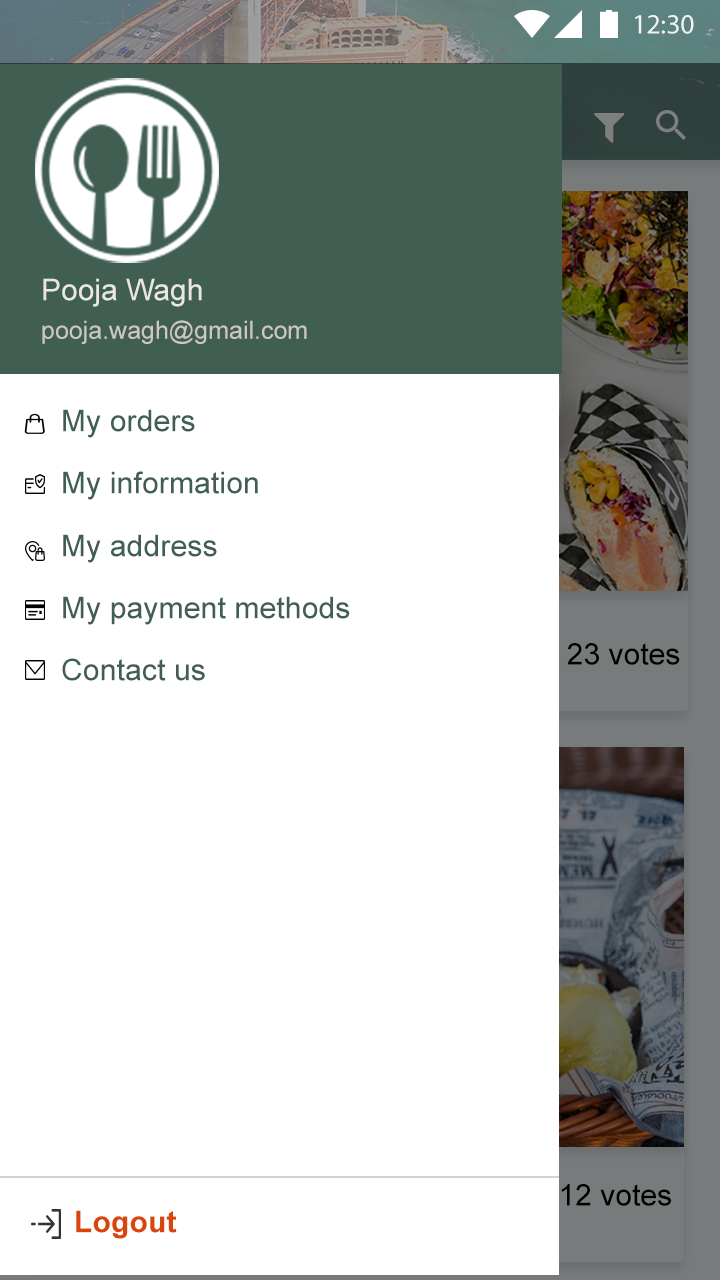 12:30
Pooja Wagh
pooja.wagh@gmail.com
My orders
My information
My address
My payment methods
Contact us
23 votes
12 votes
Logout